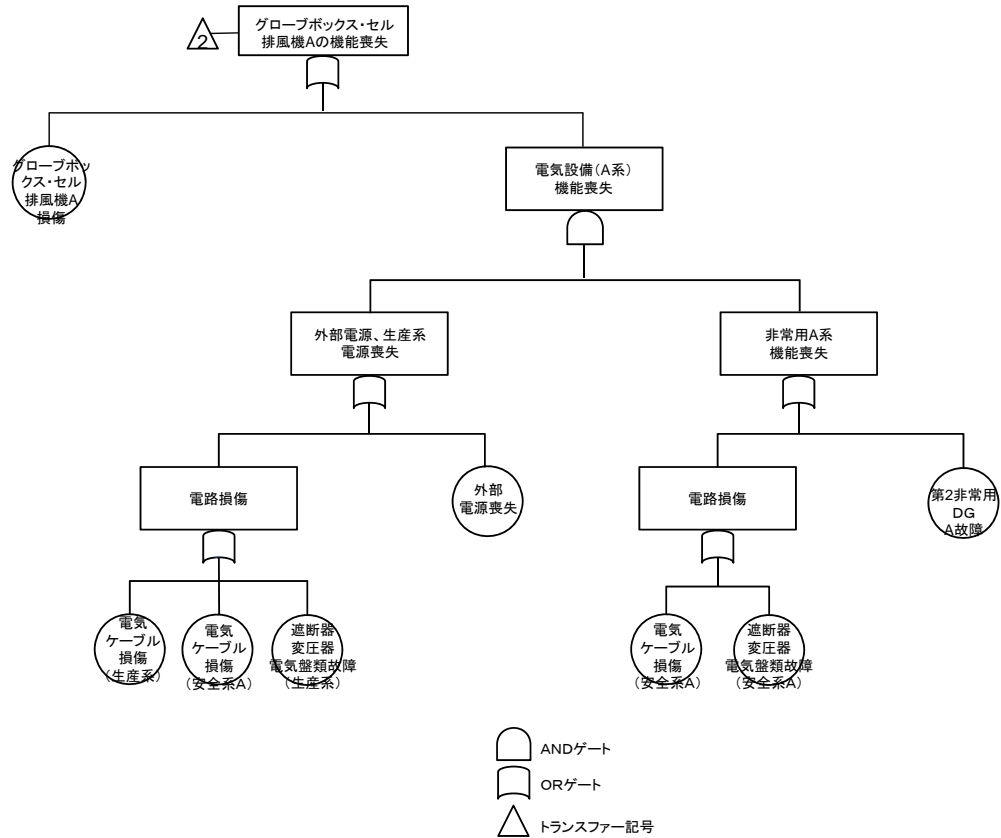 グローブボックス・セル
排風機Aの機能喪失
2
グローブボッ
クス・セル
排風機A
損傷
電気設備(A系)
機能喪失
外部電源、生産系
電源喪失
非常用A系
機能喪失
電路損傷
外部
電源喪失
電路損傷
第2非常用
DG
A故障
電気
ケーブル
損傷
(生産系)
電気
ケーブル
損傷
(安全系A)
遮断器
変圧器
電気盤類故障
(生産系)
電気
ケーブル
損傷
(安全系A)
遮断器
変圧器
電気盤類故障
(安全系A)
ANDゲート
ORゲート
トランスファー記号